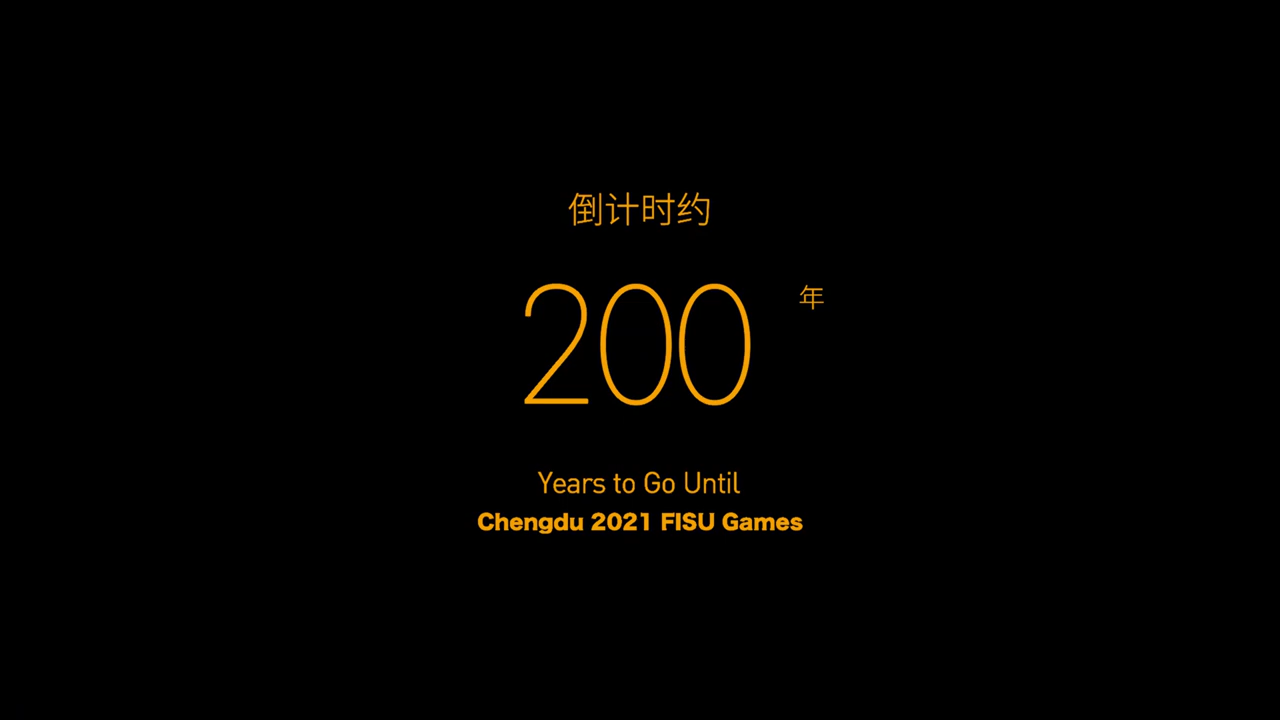 倒计时约
200 年
Years to Go Until
Chengdu 2021 FISU Games